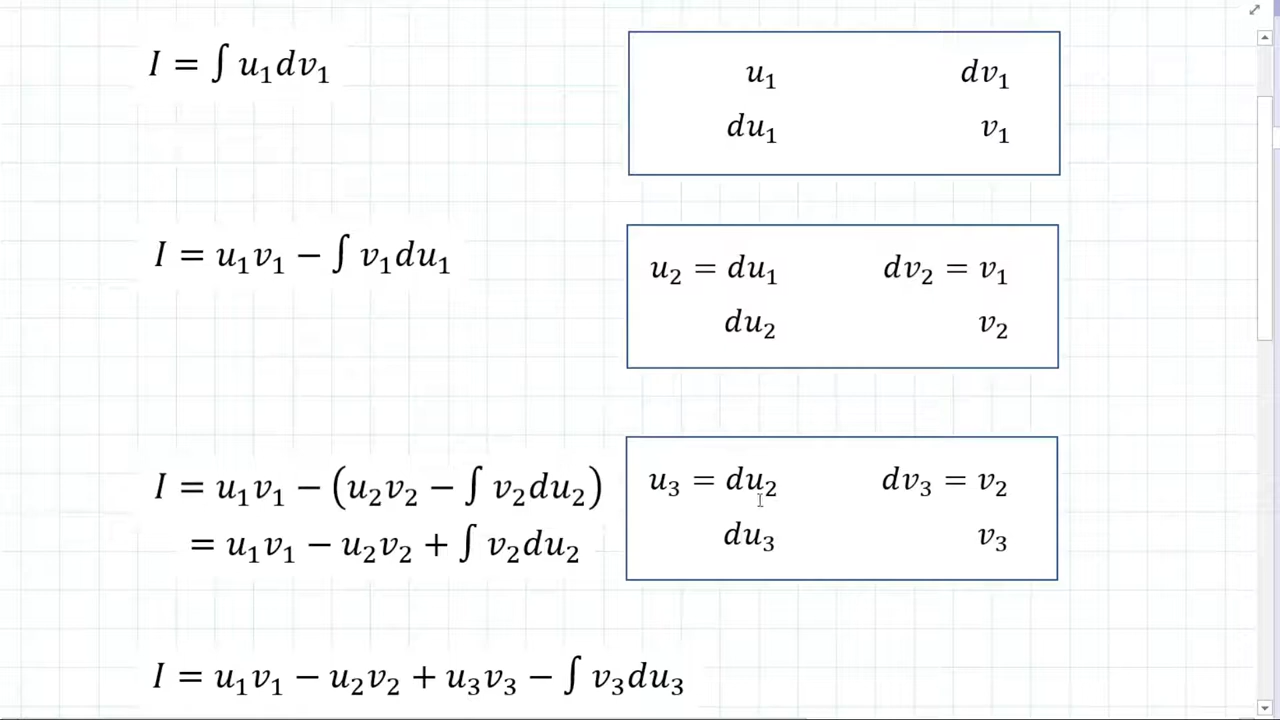 I = ∫ u₁dv₁
u₁ dv₁
du₁ v₁
I = u₁v₁ − ∫ v₁du₁
u₂ = du₁ dv₂ = v₁
du₂ v₂
I = u₁v₁ − (u₂v₂ − ∫ v₂du₂)
= u₁v₁ − u₂v₂ + ∫ v₂du₂
u₃ = du₂ dv₃ = v₂
du₃ v₃
I = u₁v₁ − u₂v₂ + u₃v₃ − ∫ v₃du₃